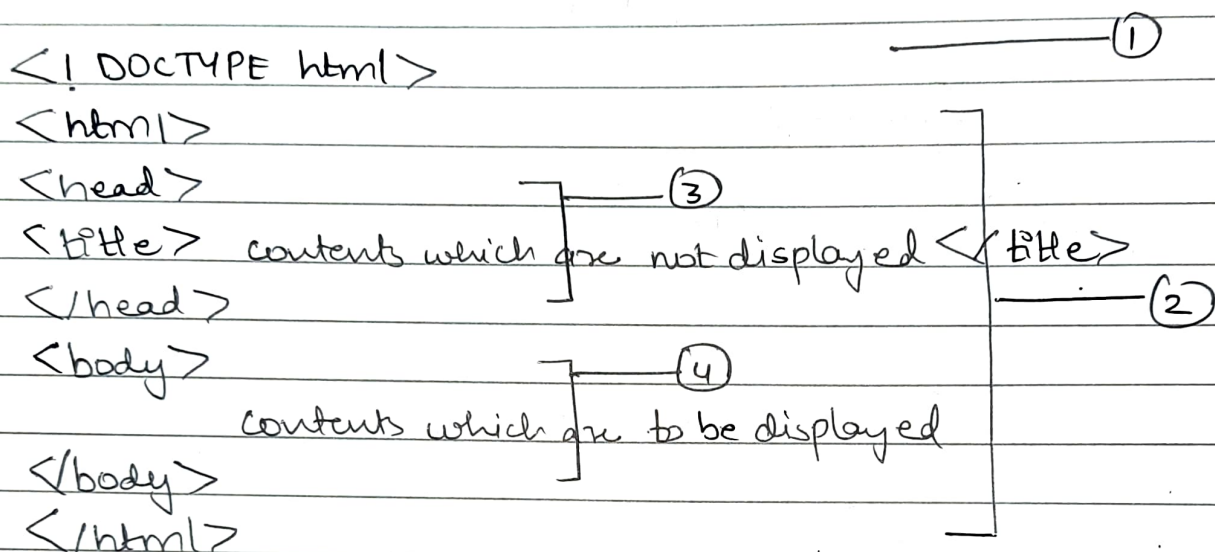 ①
<! DOCTYPE html>
<html>
<head> ③
<title> contents which are not displayed </title>
</head> ②
<body> ④
contents which are to be displayed
</body>
</html>